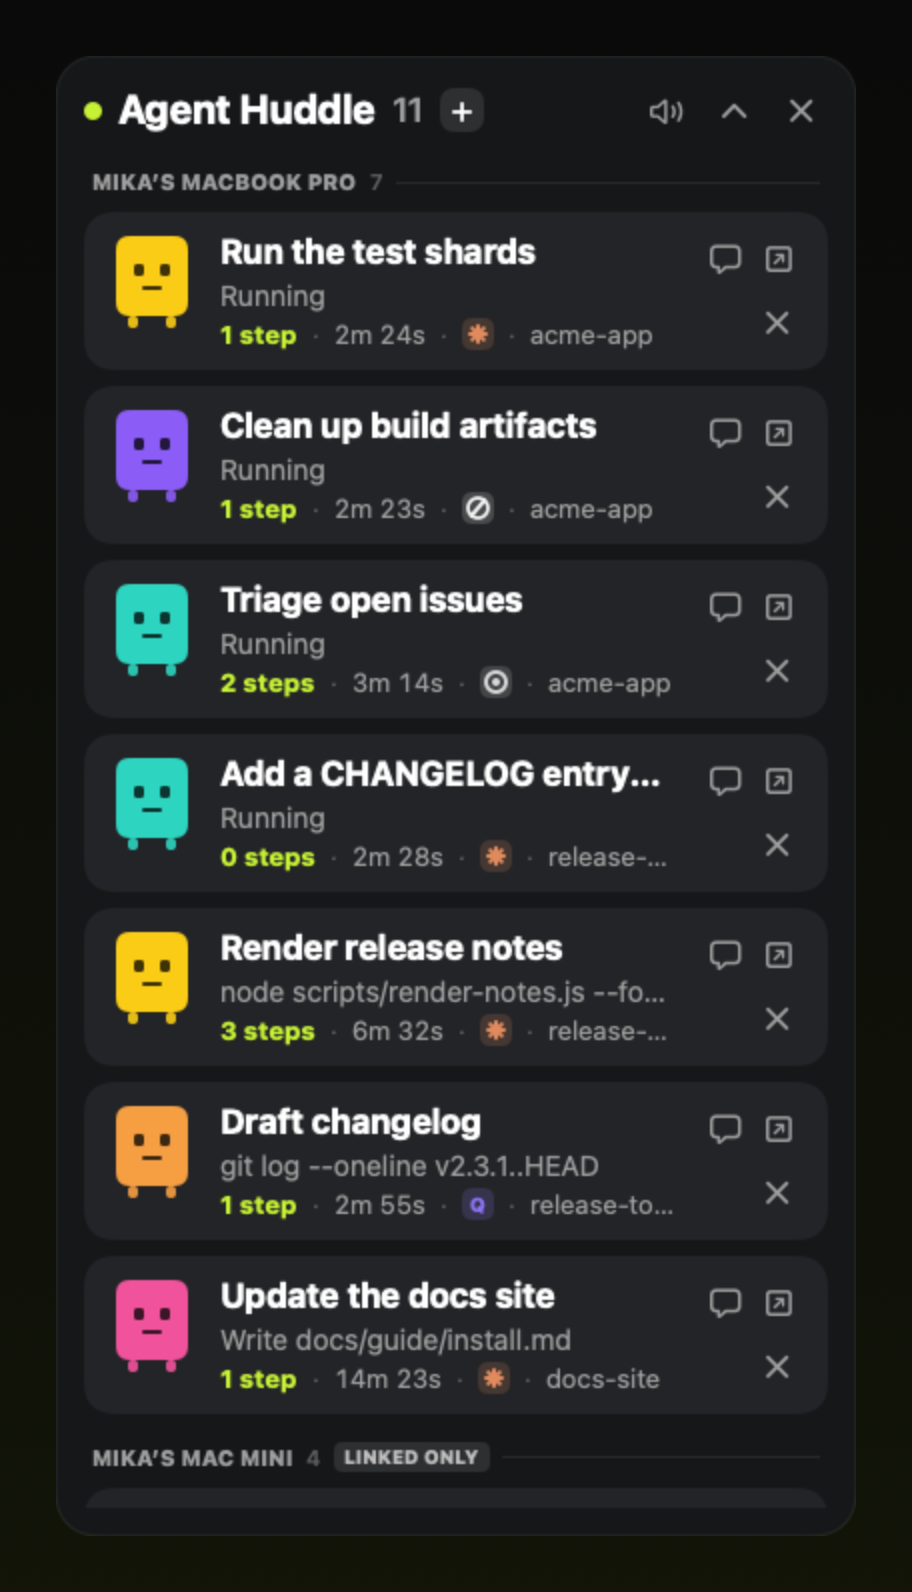 Agent Huddle 11 +
MIKA’S MACBOOK PRO 7
Run the test shards
Running
1 step · 2m 24s · acme-app
Clean up build artifacts
Running
1 step · 2m 23s · acme-app
Triage open issues
Running
2 steps · 3m 14s · acme-app
Add a CHANGELOG entry...
Running
0 steps · 2m 28s · release-...
Render release notes
node scripts/render-notes.js --fo...
3 steps · 6m 32s · release-...
Draft changelog
git log --oneline v2.3.1..HEAD
1 step · 2m 55s · Q · release-to...
Update the docs site
Write docs/guide/install.md
1 step · 14m 23s · docs-site
MIKA’S MAC MINI 4 LINKED ONLY